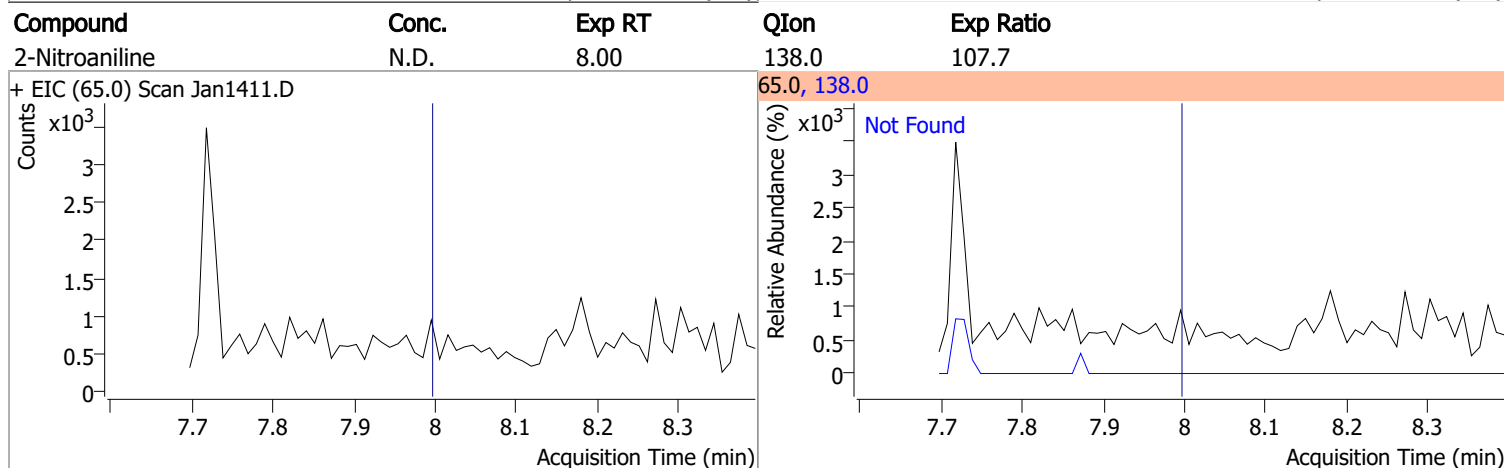 Compound Conc. Exp RT QIon Exp Ratio
2-Nitroaniline N.D. 8.00 138.0 107.7
+ EIC (65.0) Scan Jan1411.D
Counts
x10³
3
2.5
2
1.5
1
0.5
0
7.7 7.8 7.9 8 8.1 8.2 8.3
Acquisition Time (min)
65.0, 138.0
Relative Abundance (%)
x10³
Not Found
3
2.5
2
1.5
1
0.5
0
7.7 7.8 7.9 8 8.1 8.2 8.3
Acquisition Time (min)